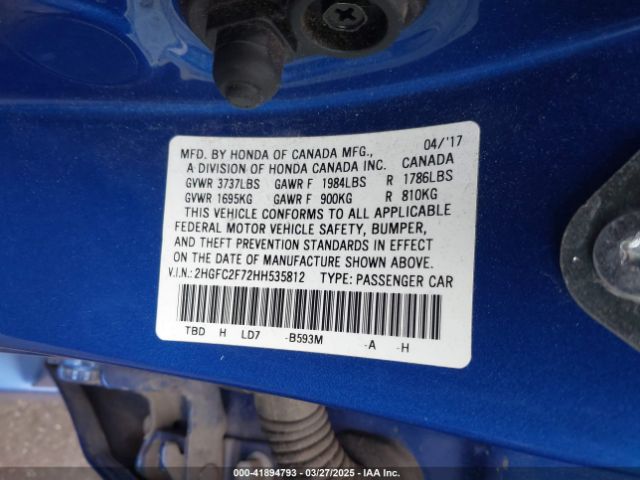 MFD. BY HONDA OF CANADA MFG., 04/'17
A DIVISION OF HONDA CANADA INC. CANADA
GVWR 3737LBS GAWR F 1984LBS R 1786LBS
GVWR 1695KG GAWR F 900KG R 810KG
THIS VEHICLE CONFORMS TO ALL APPLICABLE
FEDERAL MOTOR VEHICLE SAFETY, BUMPER,
AND THEFT PREVENTION STANDARDS IN EFFECT
ON THE DATE OF MANUFACTURE SHOWN ABOVE.
V.I.N.: 2HGFC2F72HH535812 TYPE: PASSENGER CAR
TBD H LD7 -B593M -A -H
000-41894793 — 03/27/2025 — IAA Inc.